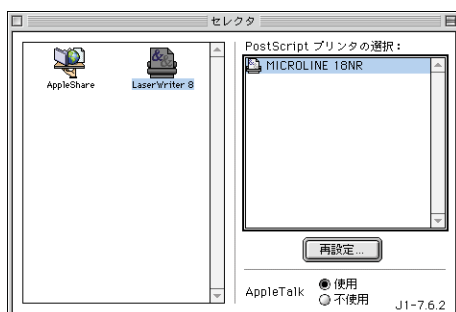 セレクタ
AppleShare
LaserWriter 8
PostScript プリンタの選択：
MICROLINE 18NR
再設定...
AppleTalk
使用
不使用
J1-7.6.2